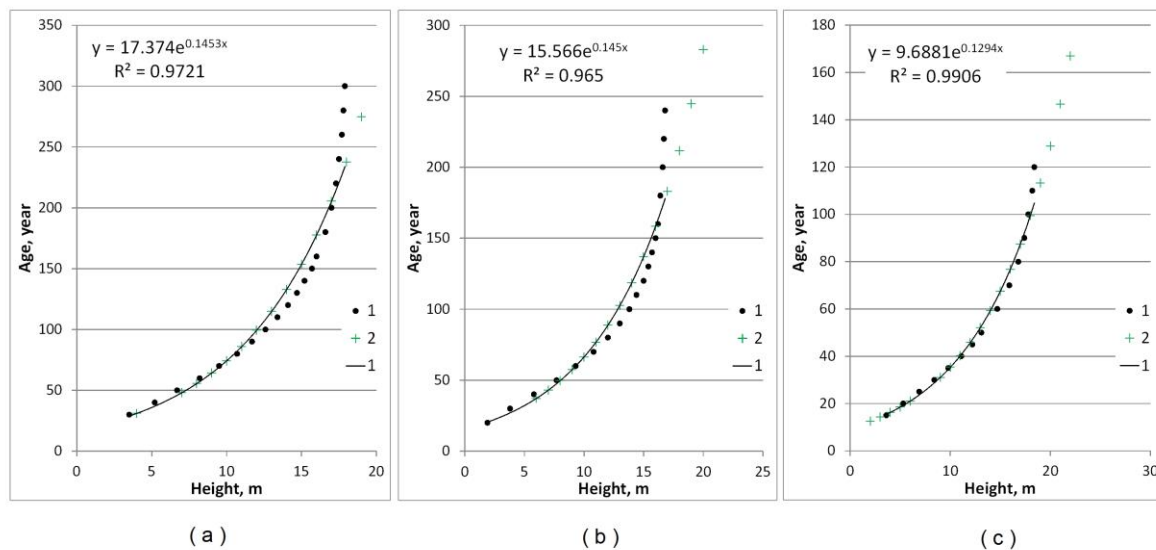 y = 17.374e^0.1453x
R² = 0.9721
Age, year
350
300
250
200
150
100
50
0
0 5 10 15 20
Height, m
1
2
1
( a )
y = 15.566e^0.145x
R² = 0.965
Age, year
300
250
200
150
100
50
0
0 5 10 15 20 25
Height, m
1
2
1
( b )
y = 9.6881e^0.1294x
R² = 0.9906
Age, year
180
160
140
120
100
80
60
40
20
0
0 10 20 30
Height, m
1
2
1
( c )